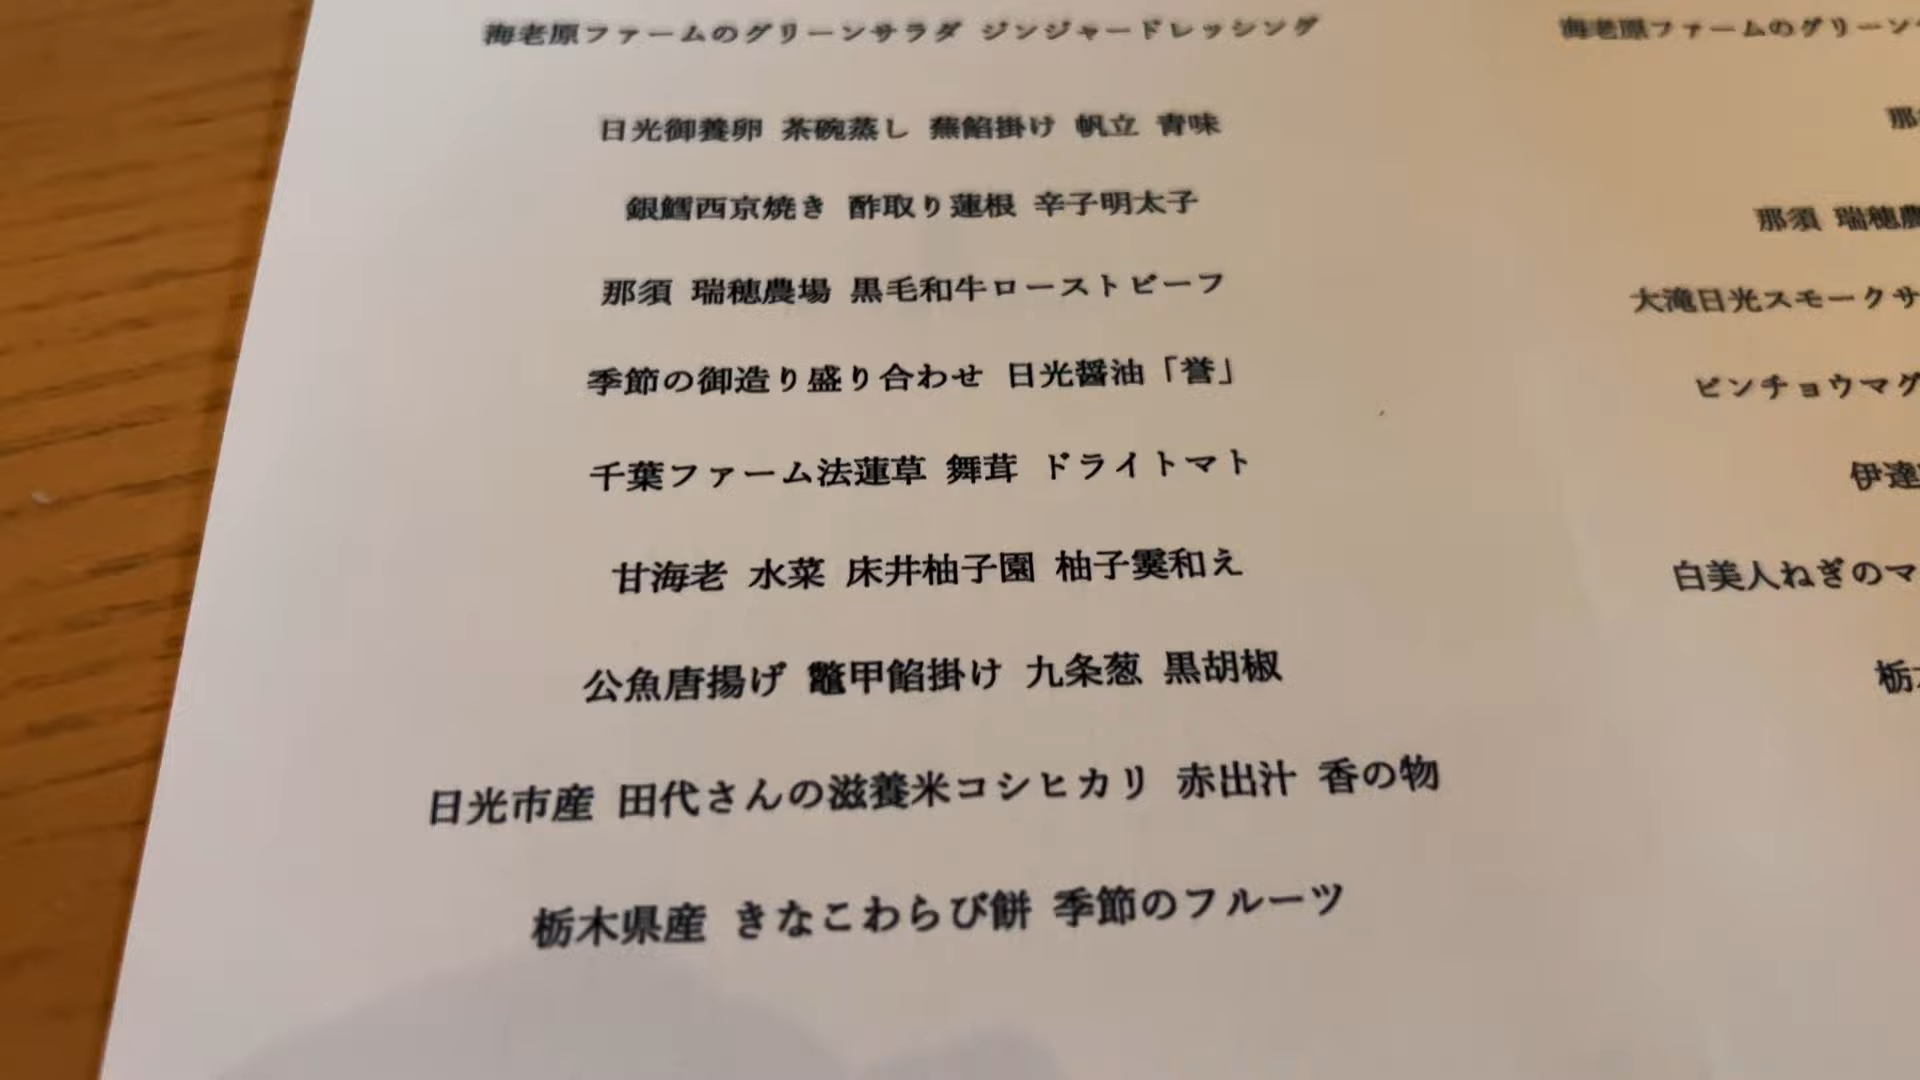 海老原ファームのグリーンサラダ ジンジャードレッシング
日光御養卵 茶碗蒸し 蕪餡掛け 帆立 青味
銀鱈西京焼き 酢取り蓮根 辛子明太子
那須 瑞穂農場 黒毛和牛ローストビーフ
季節の御造り盛り合わせ 日光醤油「誉」
千葉ファーム法蓮草 舞茸 ドライトマト
甘海老 水菜 床井柚子園 柚子霙和え
公魚唐揚げ 鼈甲餡掛け 九条葱 黒胡椒
日光市産 田代さんの滋養米コシヒカリ 赤出汁 香の物
栃木県産 きなこわらび餅 季節のフルーツ
海老原ファームのグリーン
那須 瑞穂農
大滝日光スモークサ
ビンチョウマグ
伊達
白美人ねぎのマ